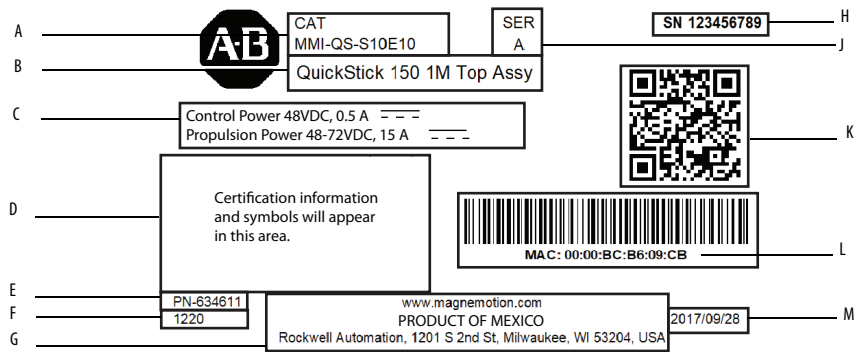 A
B
C
D
E
F
G
A-B
CAT
MMI-QS-S10E10
SER
A
QuickStick 150 1M Top Assy
SN 123456789
Control Power 48VDC, 0.5 A
Propulsion Power 48-72VDC, 15 A
Certification information
and symbols will appear
in this area.
MAC: 00:00:BC:B6:09:CB
PN-634611
1220
www.magnemotion.com
PRODUCT OF MEXICO
Rockwell Automation, 1201 S 2nd St, Milwaukee, WI 53204, USA
2017/09/28
H
J
K
L
M